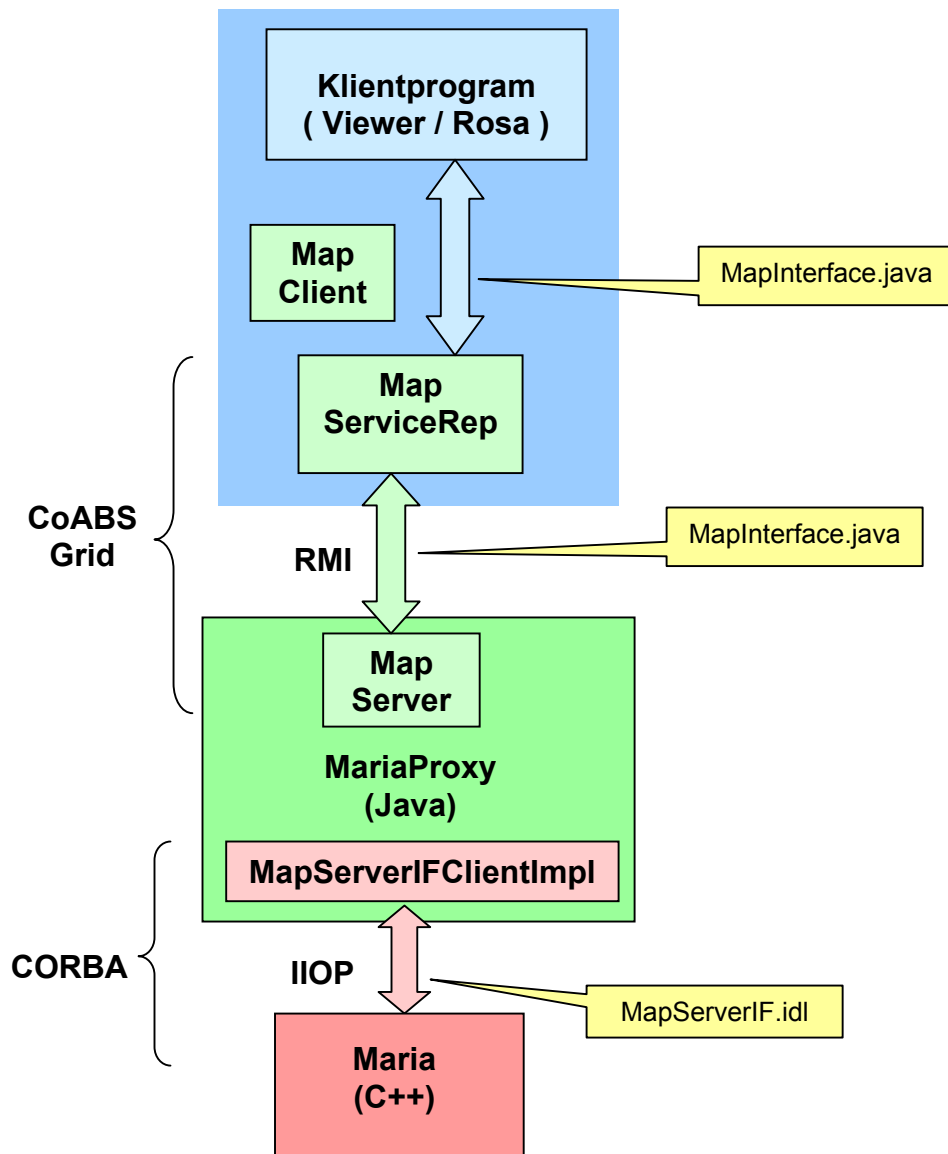 Klientprogram
( Viewer / Rosa )
Map
Client
MapInterface.java
Map
ServiceRep
CoABS
Grid
RMI
MapInterface.java
Map
Server
MariaProxy
(Java)
MapServerIFClientImpl
CORBA
IIOP
MapServerIF.idl
Maria
(C++)